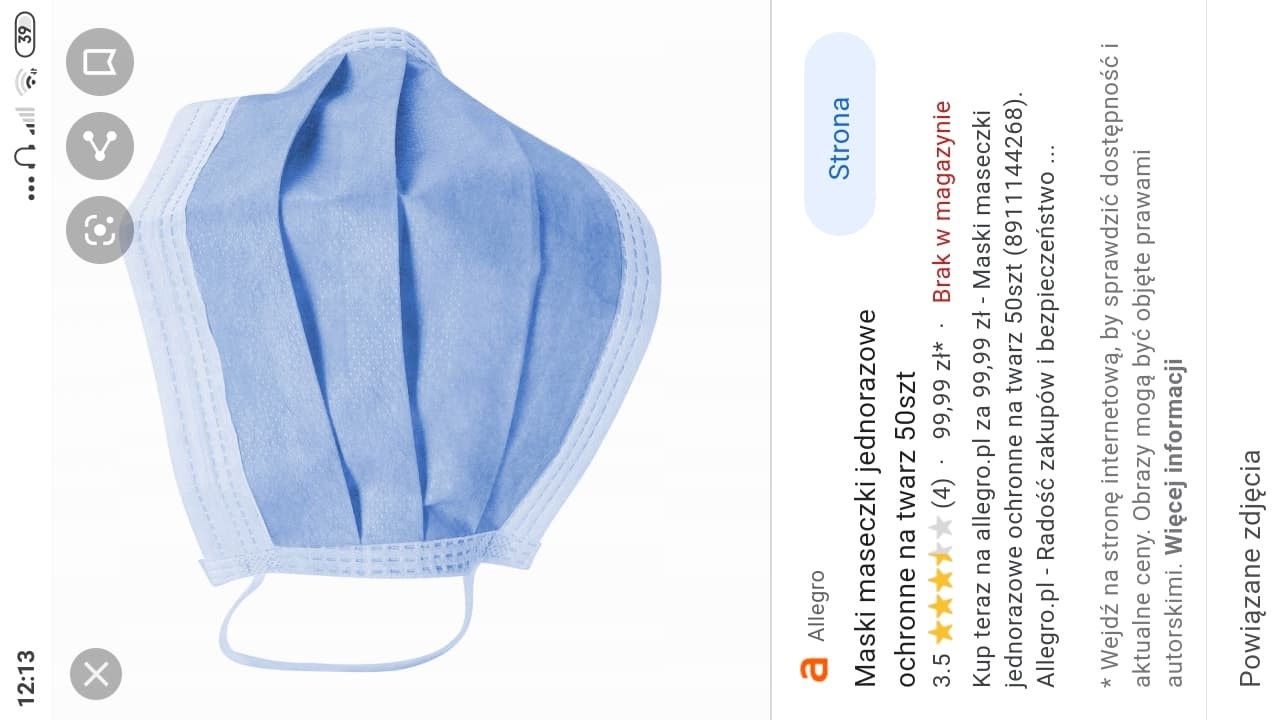 12:13
39
a Allegro
Strona
Maski maseczki jednorazowe
ochronne na twarz 50szt
3.5 (4) · 99,99 zł* · Brak w magazynie
Kup teraz na allegro.pl za 99,99 zł - Maski maseczki
jednorazowe ochronne na twarz 50szt (8911144268).
Allegro.pl - Radość zakupów i bezpieczeństwo ...
* Wejdź na stronę internetową, by sprawdzić dostępność i
aktualne ceny. Obrazy mogą być objęte prawami
autorskimi. Więcej informacji
Powiązane zdjęcia